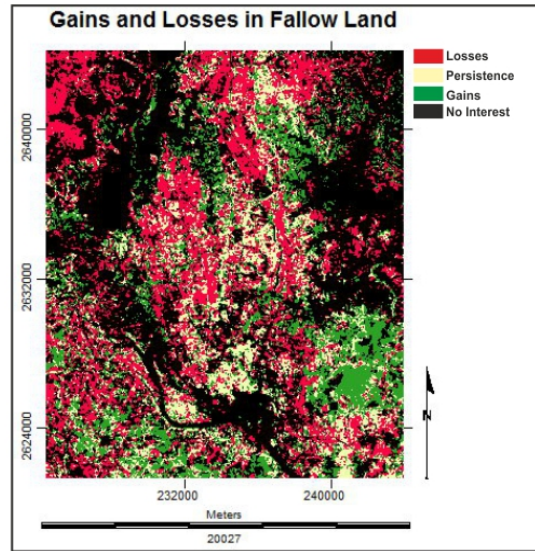 Gains and Losses in Fallow Land
Losses
Persistence
Gains
No Interest
2640000
2632000
2624000
232000
240000
N
Meters
20027